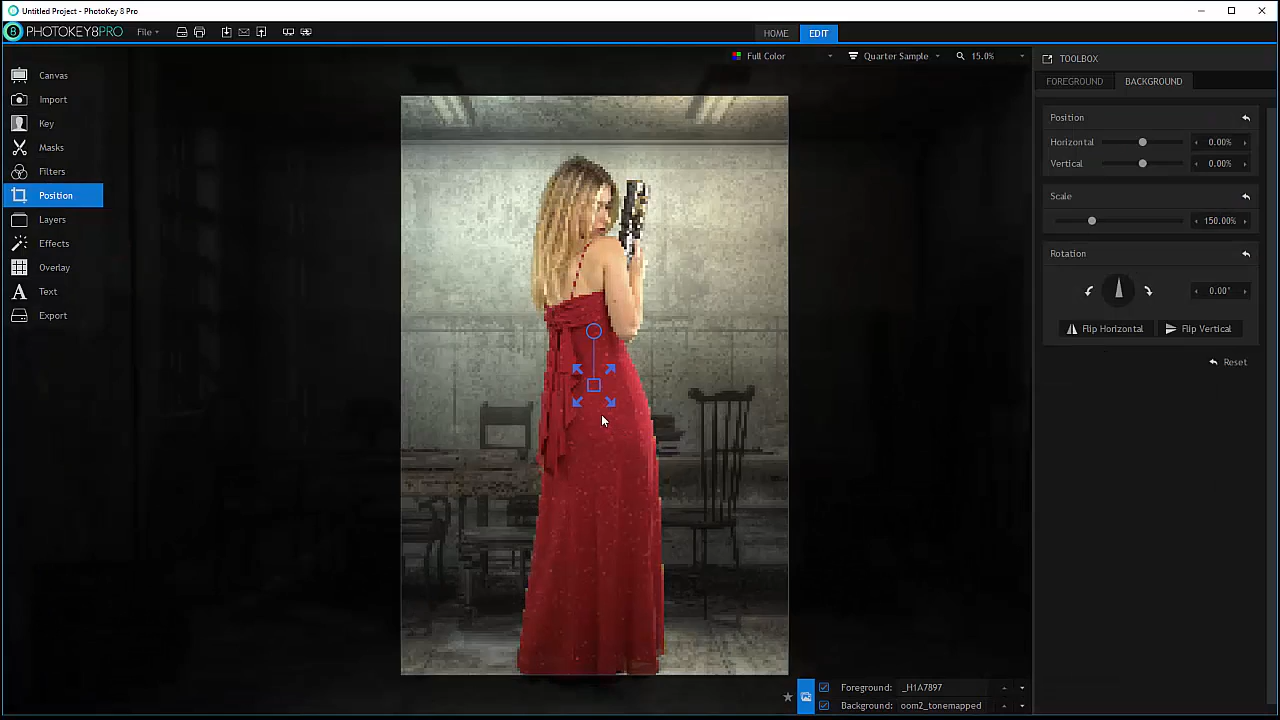 Untitled Project - PhotoKey 8 Pro
8 PHOTOKEY8PRO
File
HOME
EDIT
Full Color
Quarter Sample
15.0%
Canvas
Import
Key
Masks
Filters
Position
Layers
Effects
Overlay
Text
Export
TOOLBOX
FOREGROUND
BACKGROUND
Position
Horizontal
0.00%
Vertical
0.00%
Scale
150.00%
Rotation
0.00°
Flip Horizontal
Flip Vertical
Reset
Foreground: _H1A7897
Background: oom2_tonemapped